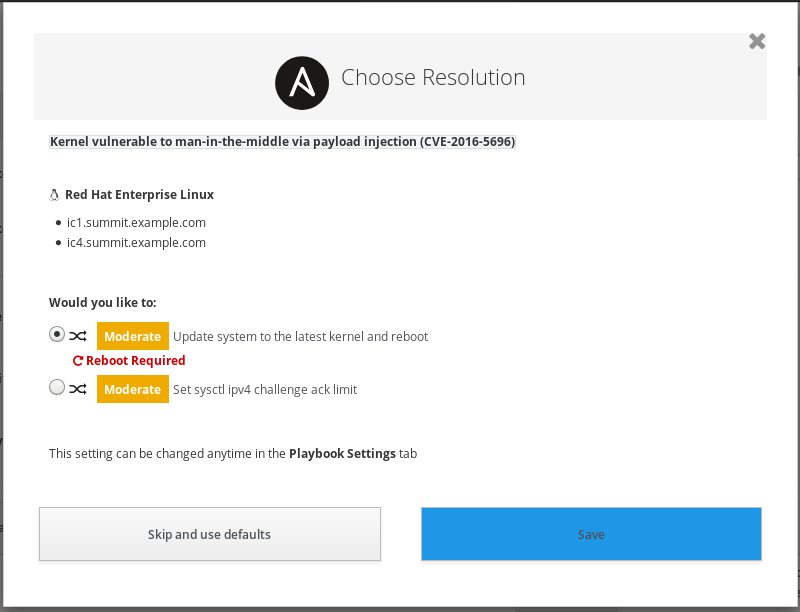 Choose Resolution
Kernel vulnerable to man-in-the-middle via payload injection (CVE-2016-5696)
Red Hat Enterprise Linux
ic1.summit.example.com
ic4.summit.example.com
Would you like to:
Moderate Update system to the latest kernel and reboot
Reboot Required
Moderate Set sysctl ipv4 challenge ack limit
This setting can be changed anytime in the Playbook Settings tab
Skip and use defaults
Save